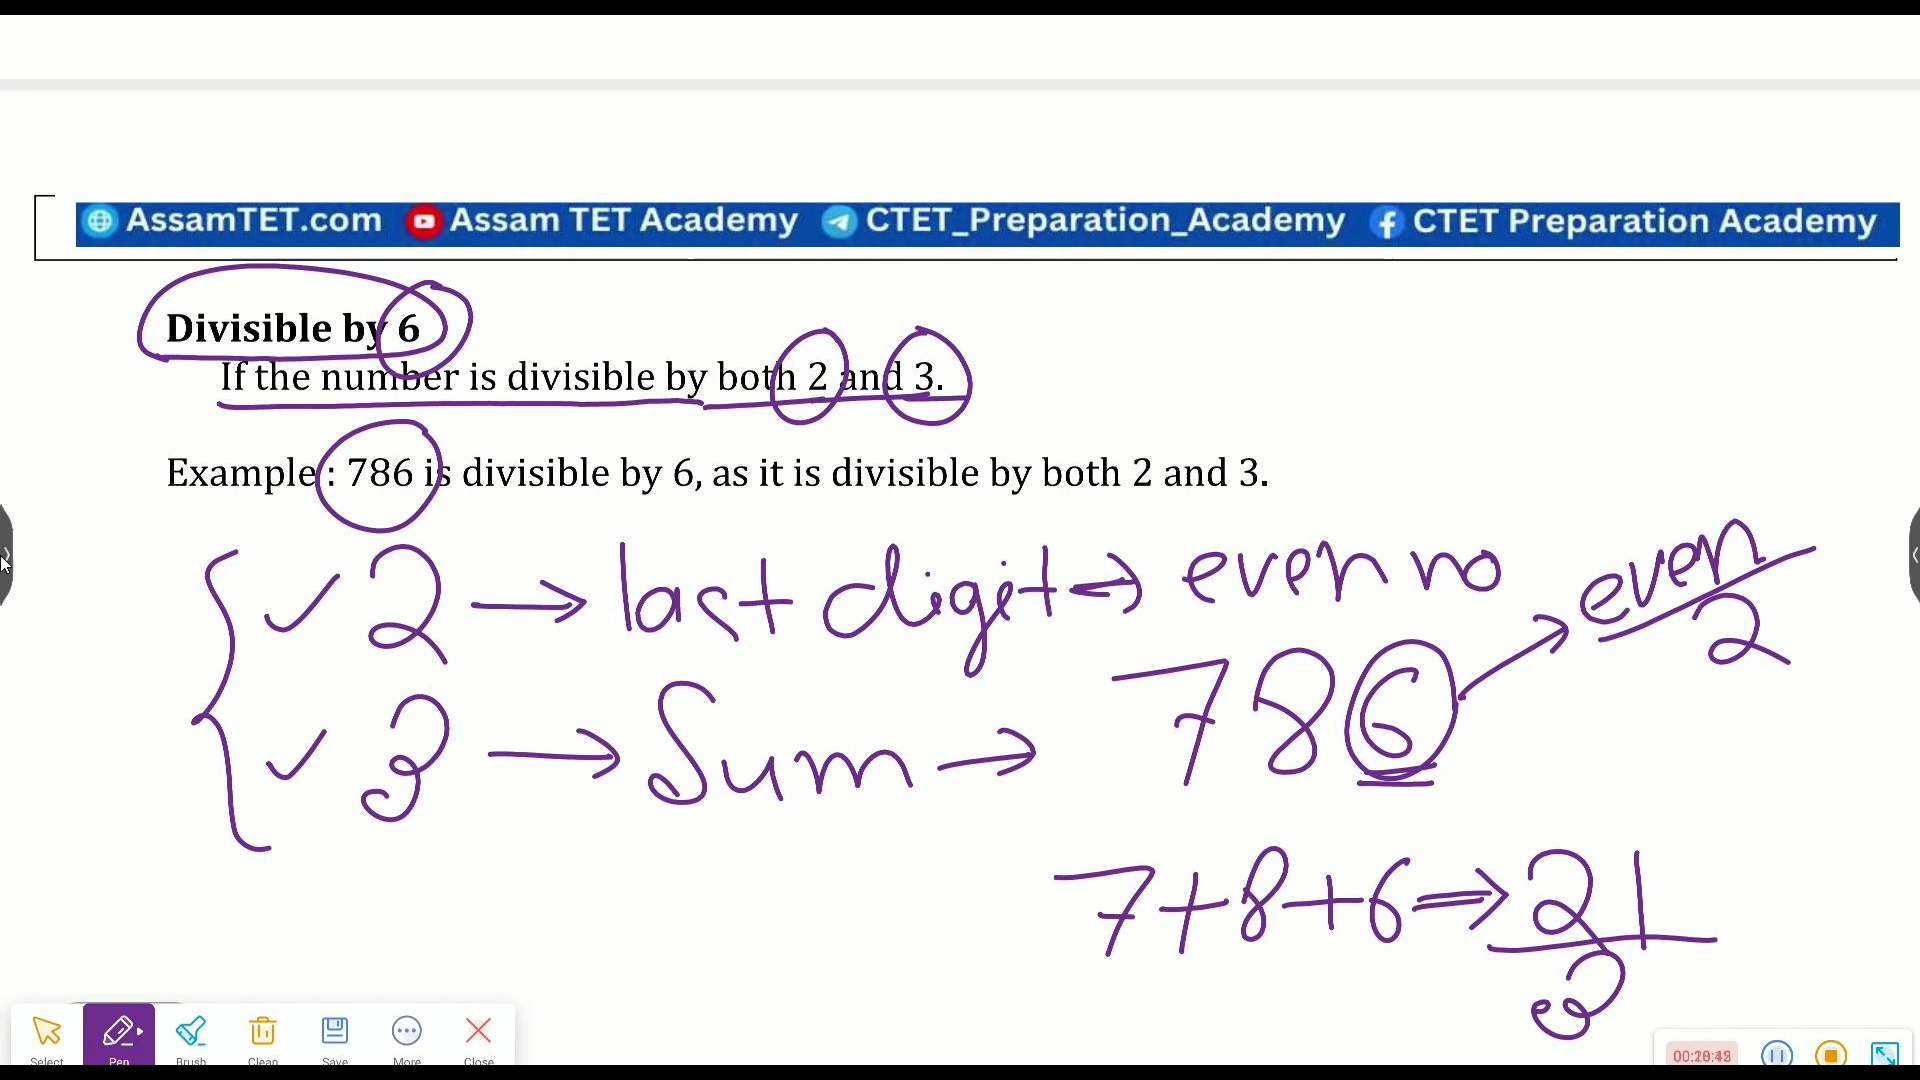 AssamTET.com Assam TET Academy CTET_Preparation_Academy CTET Preparation Academy
Divisible by 6
If the number is divisible by both 2 and 3.
Example : 786 is divisible by 6, as it is divisible by both 2 and 3.
✓ 2 → last digit → even no
even
2
✓ 3 → Sum → 786
7+8+6 ⇒ 21
3
Select Pen Brush Clean Save More Close